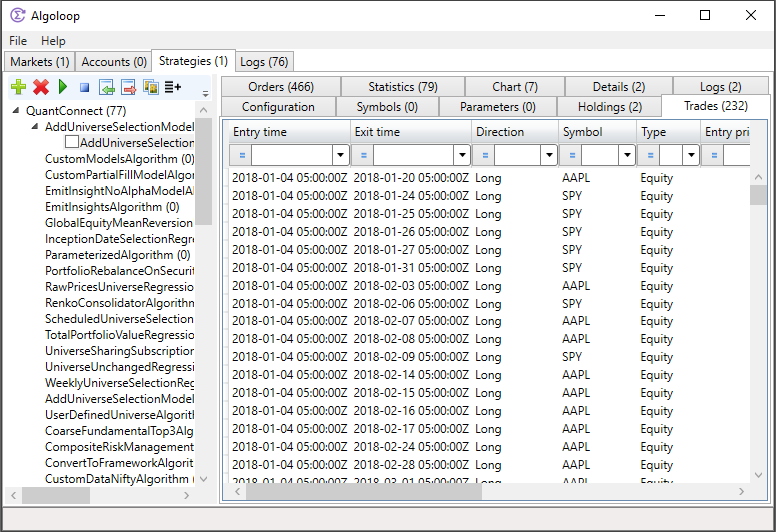 Algoloop
File Help
Markets (1) Accounts (0) Strategies (1) Logs (76)
Orders (466) Statistics (79) Chart (7) Details (2) Logs (2)
Configuration Symbols (0) Parameters (0) Holdings (2) Trades (232)
QuantConnect (77)
AddUniverseSelectionModel
AddUniverseSelection
CustomModelsAlgorithm (0)
CustomPartialFillModelAlgor
EmitInsightNoAlphaModelA
EmitInsightsAlgorithm (0)
GlobalEquityMeanReversion
InceptionDateSelectionRegre
ParameterizedAlgorithm (0)
PortfolioRebalanceOnSecurit
RawPricesUniverseRegressio
RenkoConsolidatorAlgorithm
ScheduledUniverseSelection
TotalPortfolioValueRegressio
UniverseSharingSubscription
UniverseUnchangedRegressi
WeeklyUniverseSelectionReg
AddUniverseSelectionModel
UserDefinedUniverseAlgorith
CoarseFundamentalTop3Algo
CompositeRiskManagement
ConvertToFrameworkAlgorit
CustomDataNiftyAlgorithm (
Entry time Exit time Direction Symbol Type Entry pri
= = = = = =
2018-01-04 05:00:00Z 2018-01-20 05:00:00Z Long AAPL Equity
2018-01-04 05:00:00Z 2018-01-24 05:00:00Z Long SPY Equity
2018-01-04 05:00:00Z 2018-01-25 05:00:00Z Long SPY Equity
2018-01-04 05:00:00Z 2018-01-26 05:00:00Z Long SPY Equity
2018-01-04 05:00:00Z 2018-01-27 05:00:00Z Long SPY Equity
2018-01-04 05:00:00Z 2018-01-31 05:00:00Z Long SPY Equity
2018-01-04 05:00:00Z 2018-02-03 05:00:00Z Long AAPL Equity
2018-01-04 05:00:00Z 2018-02-06 05:00:00Z Long SPY Equity
2018-01-04 05:00:00Z 2018-02-07 05:00:00Z Long AAPL Equity
2018-01-04 05:00:00Z 2018-02-08 05:00:00Z Long AAPL Equity
2018-01-04 05:00:00Z 2018-02-09 05:00:00Z Long SPY Equity
2018-01-04 05:00:00Z 2018-02-14 05:00:00Z Long AAPL Equity
2018-01-04 05:00:00Z 2018-02-15 05:00:00Z Long AAPL Equity
2018-01-04 05:00:00Z 2018-02-16 05:00:00Z Long AAPL Equity
2018-01-04 05:00:00Z 2018-02-17 05:00:00Z Long AAPL Equity
2018-01-04 05:00:00Z 2018-02-24 05:00:00Z Long AAPL Equity
2018-01-04 05:00:00Z 2018-02-28 05:00:00Z Long AAPL Equity
2018-01-04 05:00:00Z 2018-03-01 05:00:00Z Long AAPL Equity